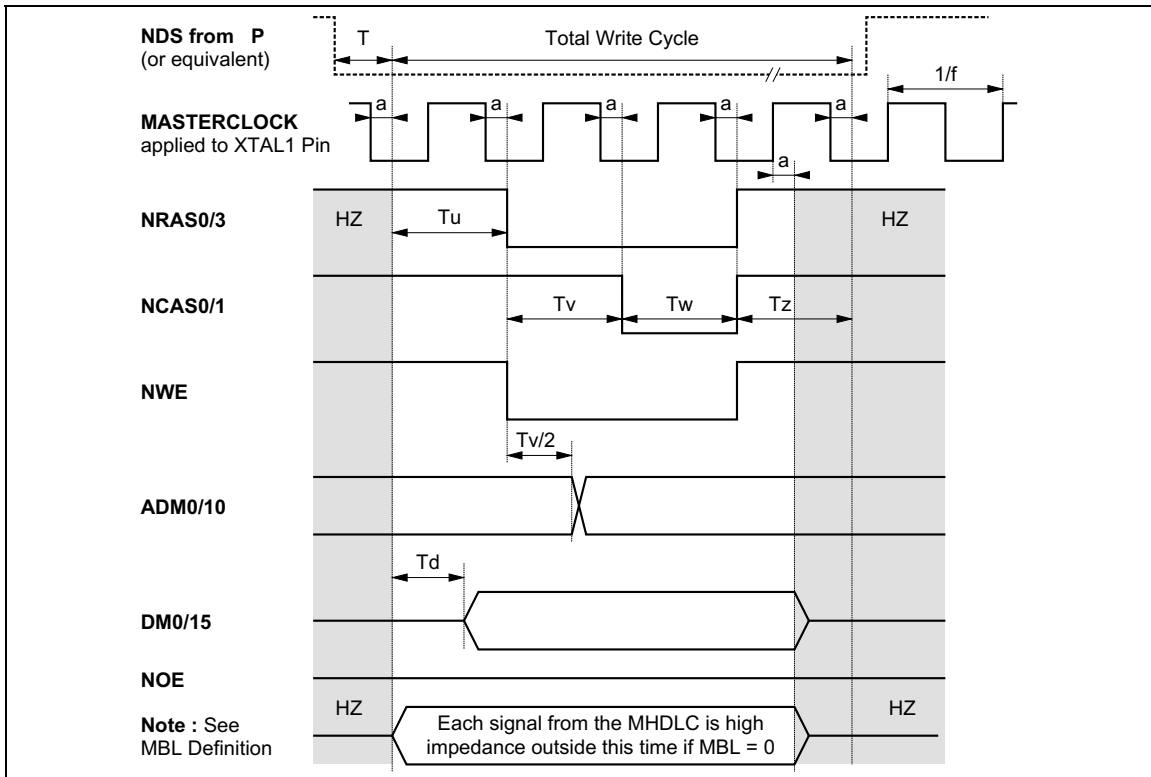 NDS from P
(or equivalent)
T
Total Write Cycle
1/f
MASTERCLOCK
applied to XTAL1 Pin
a
a
a
a
a
a
NRAS0/3
HZ
Tu
HZ
NCAS0/1
Tv
Tw
Tz
NWE
Tv/2
ADM0/10
Td
DM0/15
NOE
HZ
HZ
Note : See
MBL Definition
Each signal from the MHDLC is high
impedance outside this time if MBL = 0